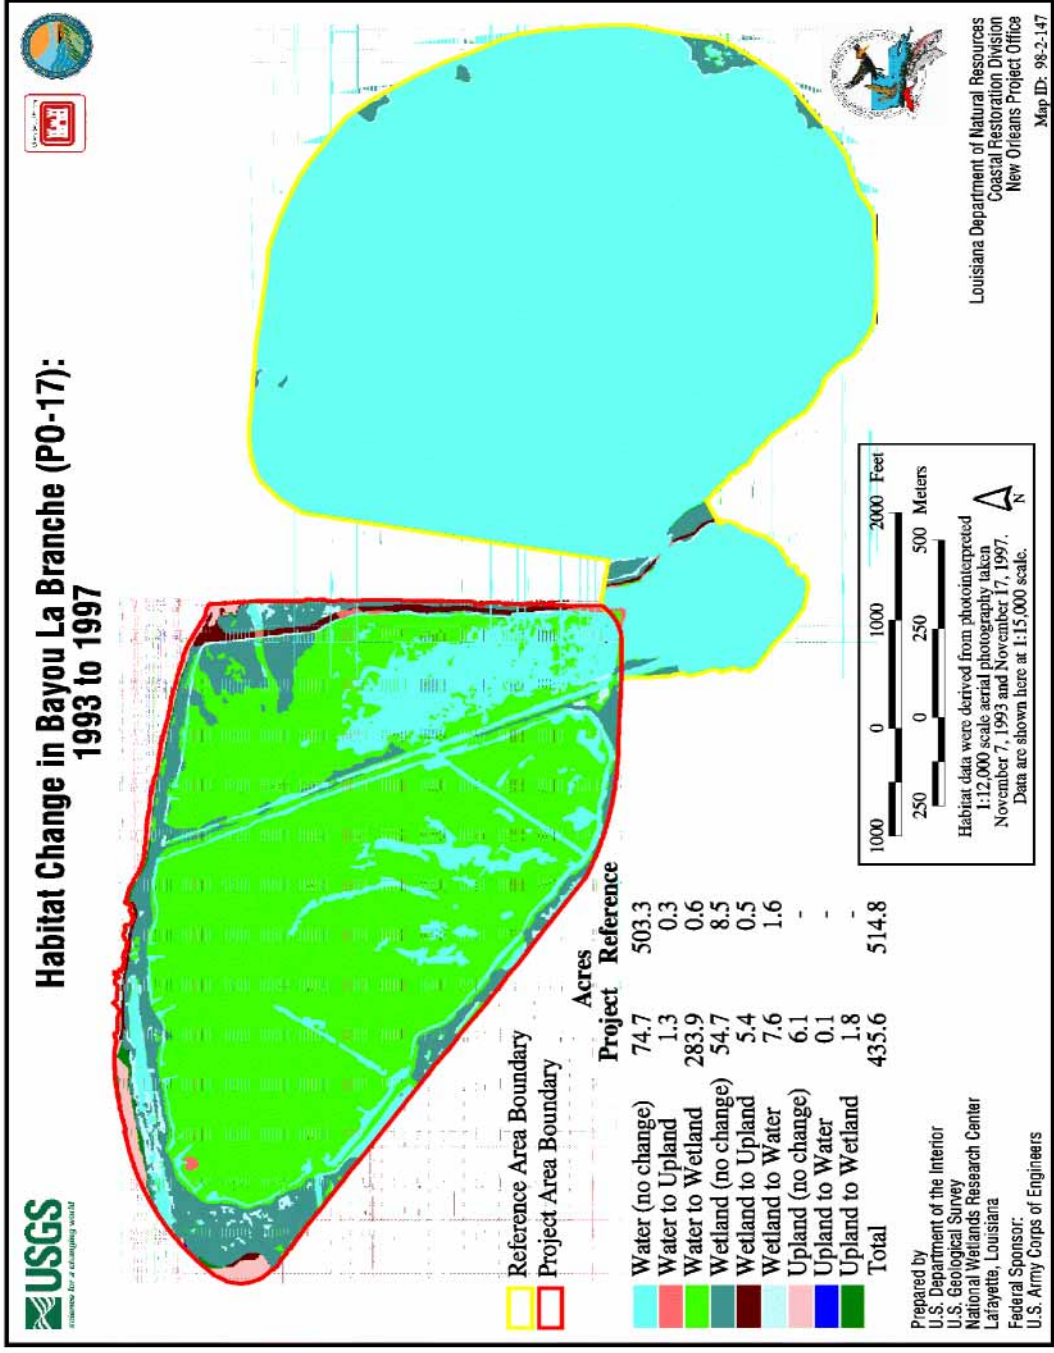 USGS
science for a changing world
Habitat Change in Bayou La Branche (PO-17):
1993 to 1997
Reference Area Boundary
Project Area Boundary
Acres
Project Reference
Water (no change) 74.7 503.3
Water to Upland 1.3 0.3
Water to Wetland 283.9 0.6
Wetland (no change) 54.7 8.5
Wetland to Upland 5.4 0.5
Wetland to Water 7.6 1.6
Upland (no change) 6.1 -
Upland to Water 0.1 -
Upland to Wetland 1.8 -
Total 435.6 514.8
Prepared by
U.S. Department of the Interior
U.S. Geological Survey
National Wetlands Research Center
Lafayette, Louisiana
Federal Sponsor:
U.S. Army Corps of Engineers
1000 0 1000 2000 Feet
250 0 250 500 Meters
Habitat data were derived from photointerpreted
1:12,000 scale aerial photography taken
November 7, 1993 and November 17, 1997.
Data are shown here at 1:15,000 scale.
N
Louisiana Department of Natural Resources
Coastal Restoration Division
New Orleans Project Office
Map ID: 98-2-147